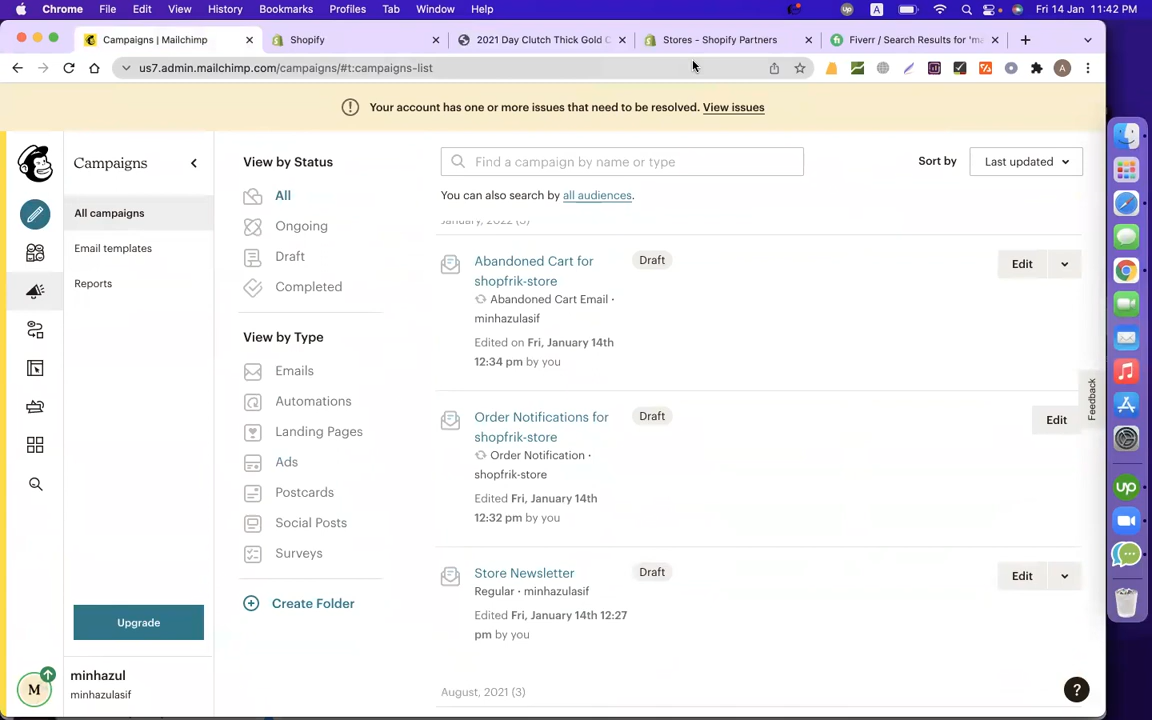 Chrome File Edit View History Bookmarks Profiles Tab Window Help A Fri 14 Jan 11:42 PM
Campaigns | Mailchimp Shopify 2021 Day Clutch Thick Gold C Stores - Shopify Partners Fiverr / Search Results for 'ma
us7.admin.mailchimp.com/campaigns/#t:campaigns-list A
Your account has one or more issues that need to be resolved. View issues
Campaigns
All campaigns
Email templates
Reports
Upgrade
M
minhazul
minhazulasif
View by Status
All
Ongoing
Draft
Completed
View by Type
Emails
Automations
Landing Pages
Ads
Postcards
Social Posts
Surveys
Create Folder
Find a campaign by name or type
Sort by Last updated
You can also search by all audiences.
January, 2022 (3)
Abandoned Cart for
shopfrik-store
Draft
Edit
Abandoned Cart Email ·
minhazulasif
Edited on Fri, January 14th
12:34 pm by you
Order Notifications for
shopfrik-store
Draft
Edit
Order Notification ·
shopfrik-store
Edited Fri, January 14th
12:32 pm by you
Store Newsletter
Draft
Edit
Regular · minhazulasif
Edited Fri, January 14th 12:27
pm by you
August, 2021 (3)
Feedback
?
up